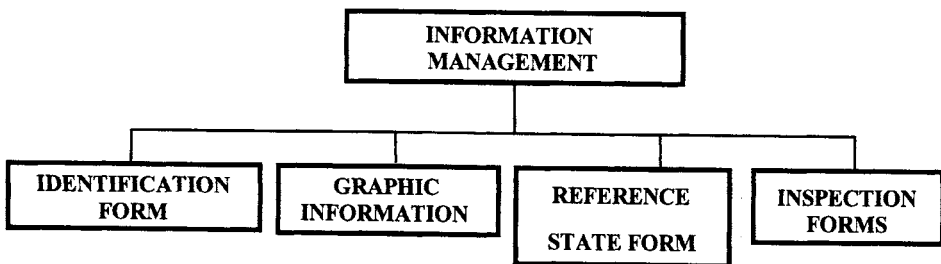 INFORMATION
MANAGEMENT
IDENTIFICATION
FORM
GRAPHIC
INFORMATION
REFERENCE
STATE FORM
INSPECTION
FORMS